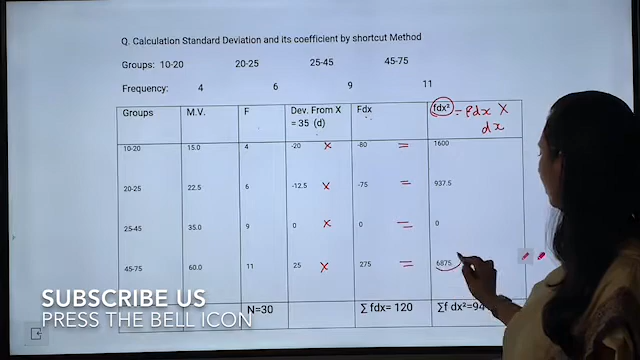 Q. Calculation Standard Deviation and its coefficient by shortcut Method
Groups: 10-20 20-25 25-45 45-75
Frequency: 4 6 9 11
Groups M.V. F Dev. From X = 35 (d) Fdx fdx² = fdx × dx
10-20 15.0 4 -20 × -80 = 1600
20-25 22.5 6 -12.5 × -75 = 937.5
25-45 35.0 9 0 × 0 = 0
45-75 60.0 11 25 × 275 = 6875
N=30 ∑ fdx= 120 ∑f dx²=94
SUBSCRIBE US
PRESS THE BELL ICON